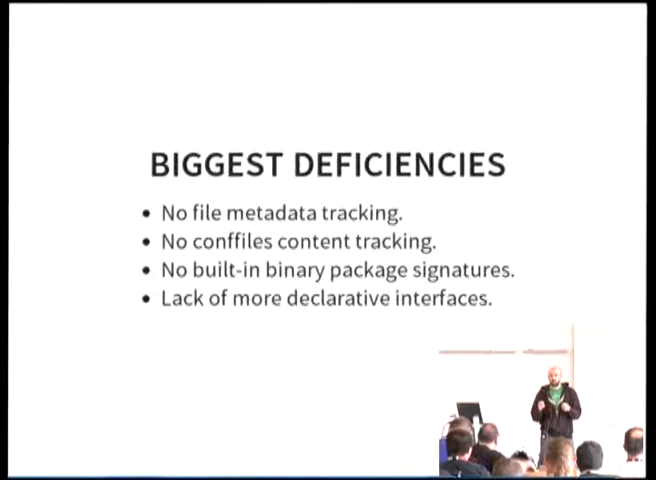 BIGGEST DEFICIENCIES
• No file metadata tracking.
• No conffiles content tracking.
• No built-in binary package signatures.
• Lack of more declarative interfaces.